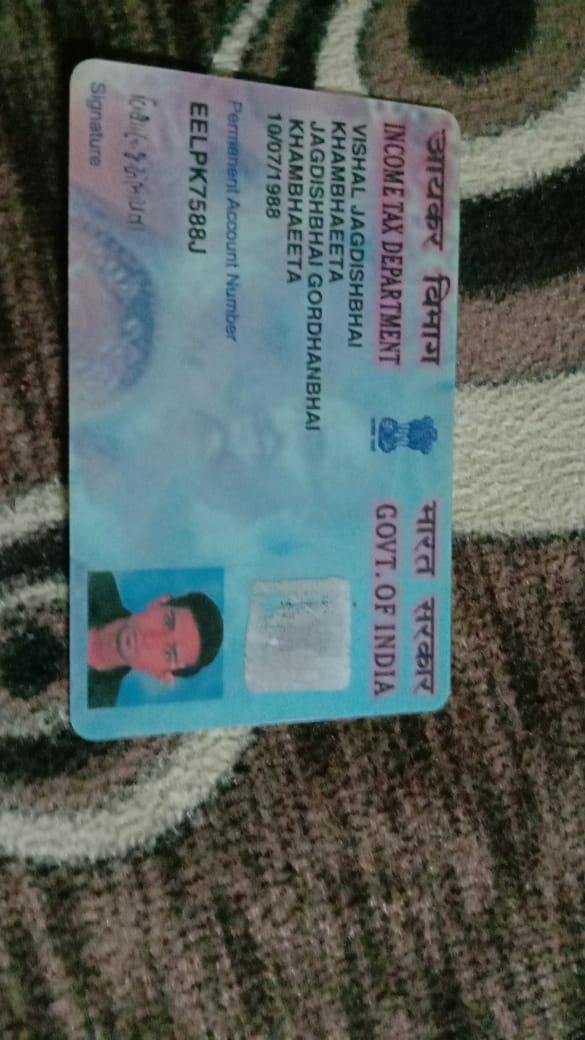 आयकर विभाग
INCOME TAX DEPARTMENT
भारत सरकार
GOVT. OF INDIA
VISHAL JAGDISHBHAI
KHAMBHAEETA
JAGDISHBHAI GORDHANBHAI
KHAMBHAEETA
10/07/1988
Permanent Account Number
EELPK7588J
Signature